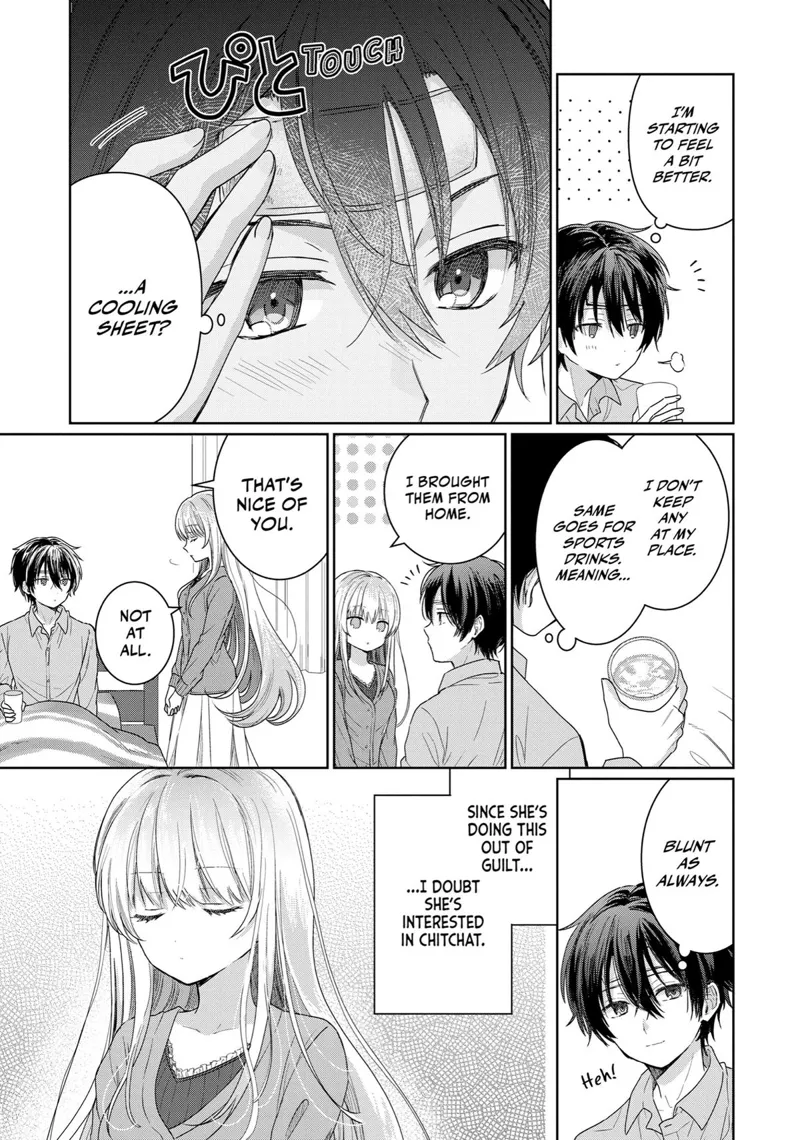 I'M
STARTING
TO FEEL
A BIT
BETTER.
ぴと
TOUCH
...A
COOLING
SHEET?
I DON'T
KEEP
ANY
AT MY
PLACE.
SAME
GOES FOR
SPORTS
DRINKS.
MEANING...
I BROUGHT
THEM FROM
HOME.
THAT'S
NICE OF
YOU.
NOT
AT
ALL.
BLUNT
AS
ALWAYS.
Heh!
SINCE SHE'S
DOING THIS
OUT OF
GUILT...
...I DOUBT
SHE'S
INTERESTED
IN CHITCHAT.